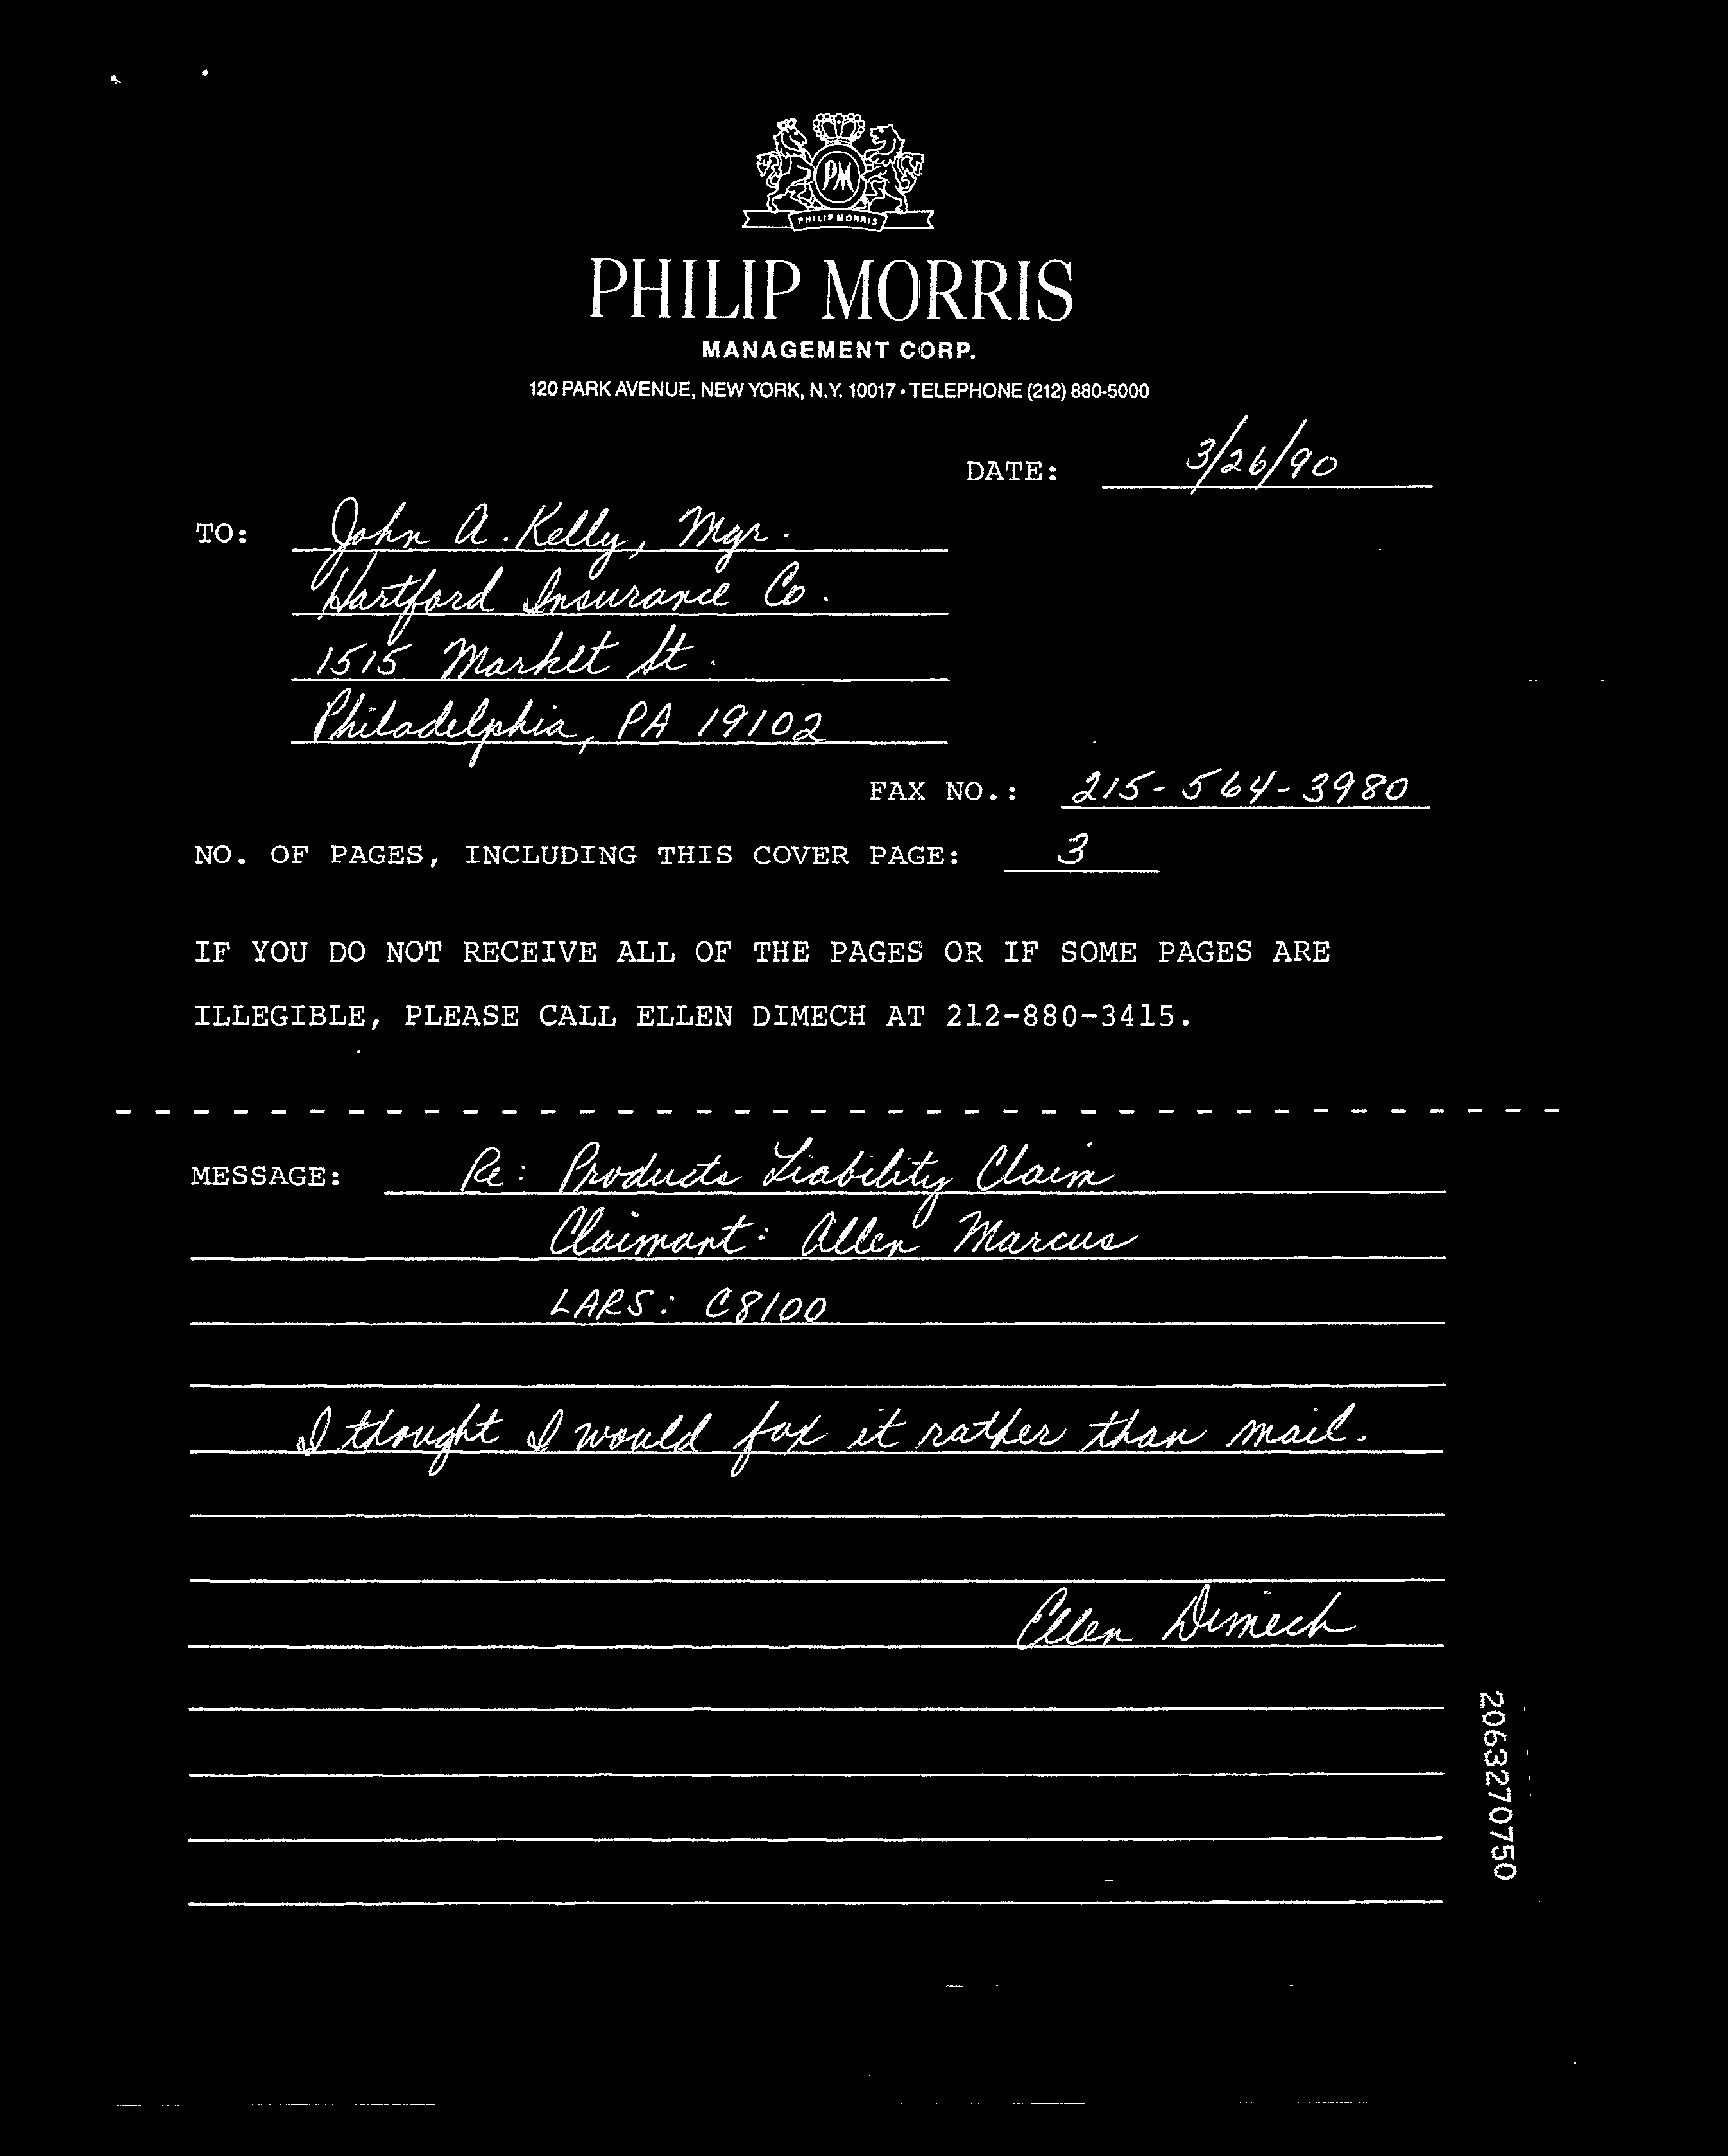 PM
PHILIP MORRIS
PHILIP MORRIS
MANAGEMENT CORP.
120 PARK AVENUE, NEW YORK, N.Y. 10017 • TELEPHONE (212) 880-5000
DATE: 3/26/90
TO: John A. Kelly, Mgr.
Hartford Insurance Co.
1515 Market St.
Philadelphia, PA 19102
FAX NO.: 215-564-3980
NO. OF PAGES, INCLUDING THIS COVER PAGE: 3
IF YOU DO NOT RECEIVE ALL OF THE PAGES OR IF SOME PAGES ARE
ILLEGIBLE, PLEASE CALL ELLEN DIMECH AT 212-880-3415.
MESSAGE: Re: Products Liability Claim
Claimant: Allen Marcus
LARS: C8100
I thought I would fax it rather than mail.
Ellen Dimech
2063270750